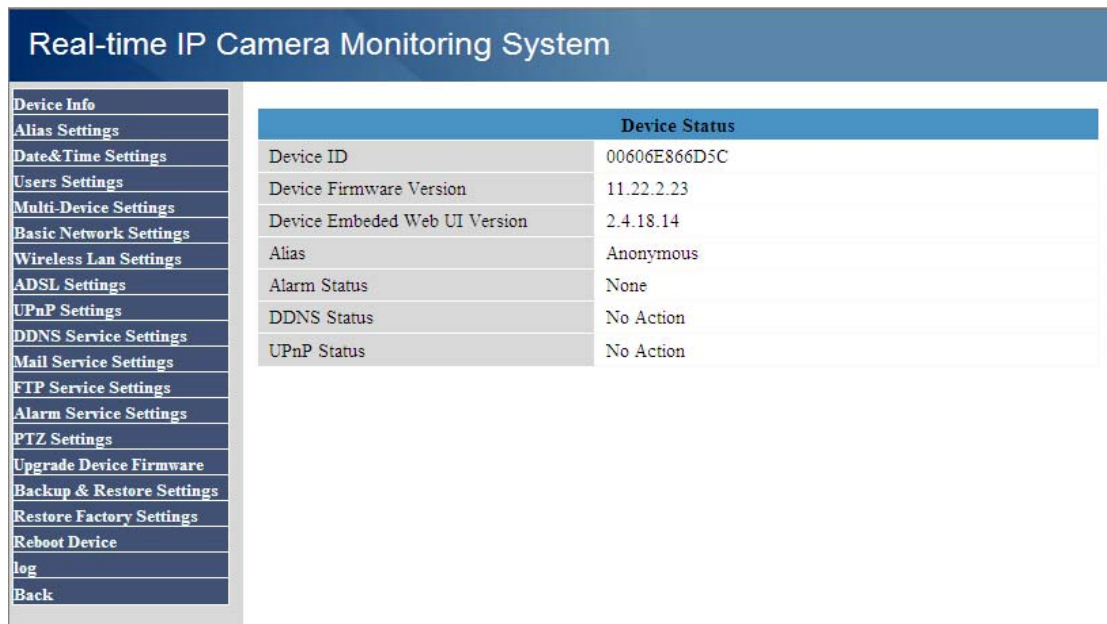 Real-time IP Camera Monitoring System
Device Info
Alias Settings
Date&Time Settings
Users Settings
Multi-Device Settings
Basic Network Settings
Wireless Lan Settings
ADSL Settings
UPnP Settings
DDNS Service Settings
Mail Service Settings
FTP Service Settings
Alarm Service Settings
PTZ Settings
Upgrade Device Firmware
Backup & Restore Settings
Restore Factory Settings
Reboot Device
log
Back
Device Status
Device ID 00606E866D5C
Device Firmware Version 11.22.2.23
Device Embeded Web UI Version 2.4.18.14
Alias Anonymous
Alarm Status None
DDNS Status No Action
UPnP Status No Action